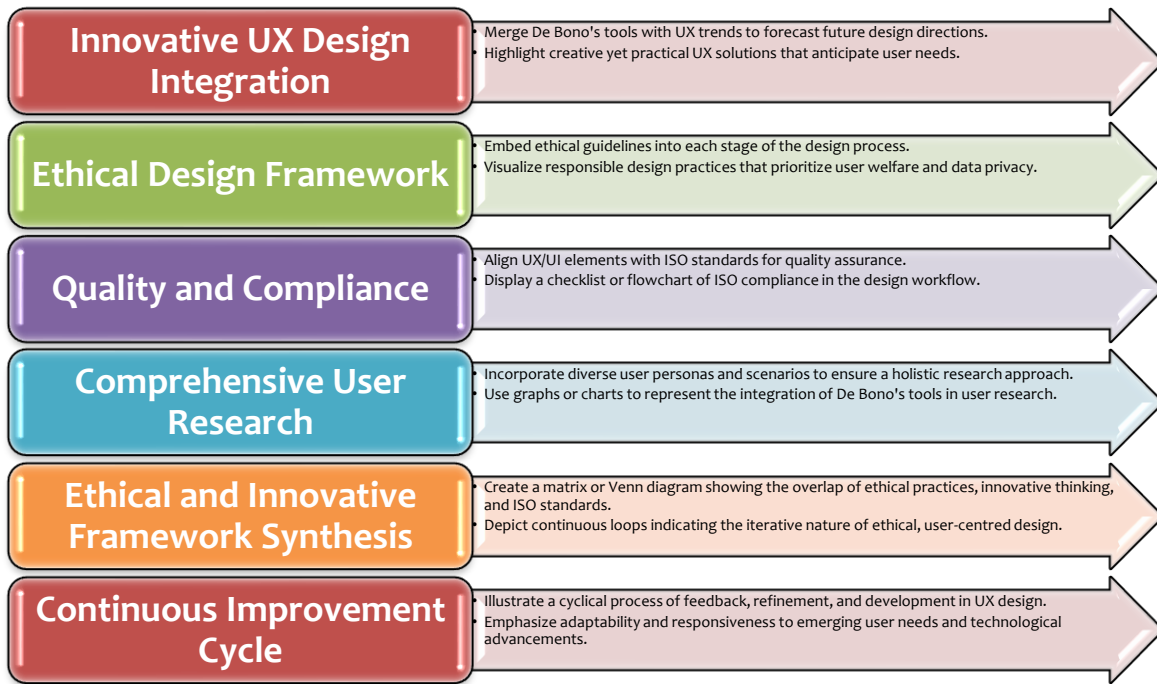 Innovative UX Design
Integration
• Merge De Bono's tools with UX trends to forecast future design directions.
• Highlight creative yet practical UX solutions that anticipate user needs.
Ethical Design Framework
• Embed ethical guidelines into each stage of the design process.
• Visualize responsible design practices that prioritize user welfare and data privacy.
Quality and Compliance
• Align UX/UI elements with ISO standards for quality assurance.
• Display a checklist or flowchart of ISO compliance in the design workflow.
Comprehensive User
Research
• Incorporate diverse user personas and scenarios to ensure a holistic research approach.
• Use graphs or charts to represent the integration of De Bono's tools in user research.
Ethical and Innovative
Framework Synthesis
• Create a matrix or Venn diagram showing the overlap of ethical practices, innovative thinking,
and ISO standards.
• Depict continuous loops indicating the iterative nature of ethical, user-centred design.
Continuous Improvement
Cycle
• Illustrate a cyclical process of feedback, refinement, and development in UX design.
• Emphasize adaptability and responsiveness to emerging user needs and technological
advancements.